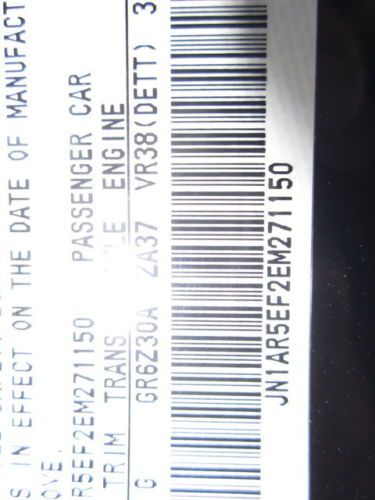 S IN EFFECT ON THE DATE OF MANUFACT
OVE.
R5EF2EM271150 PASSENGER CAR
TRIM TRANS LE ENGINE
G GR6Z30A ZA37 VR38(DETT) 3
JN1AR5EF2EM271150